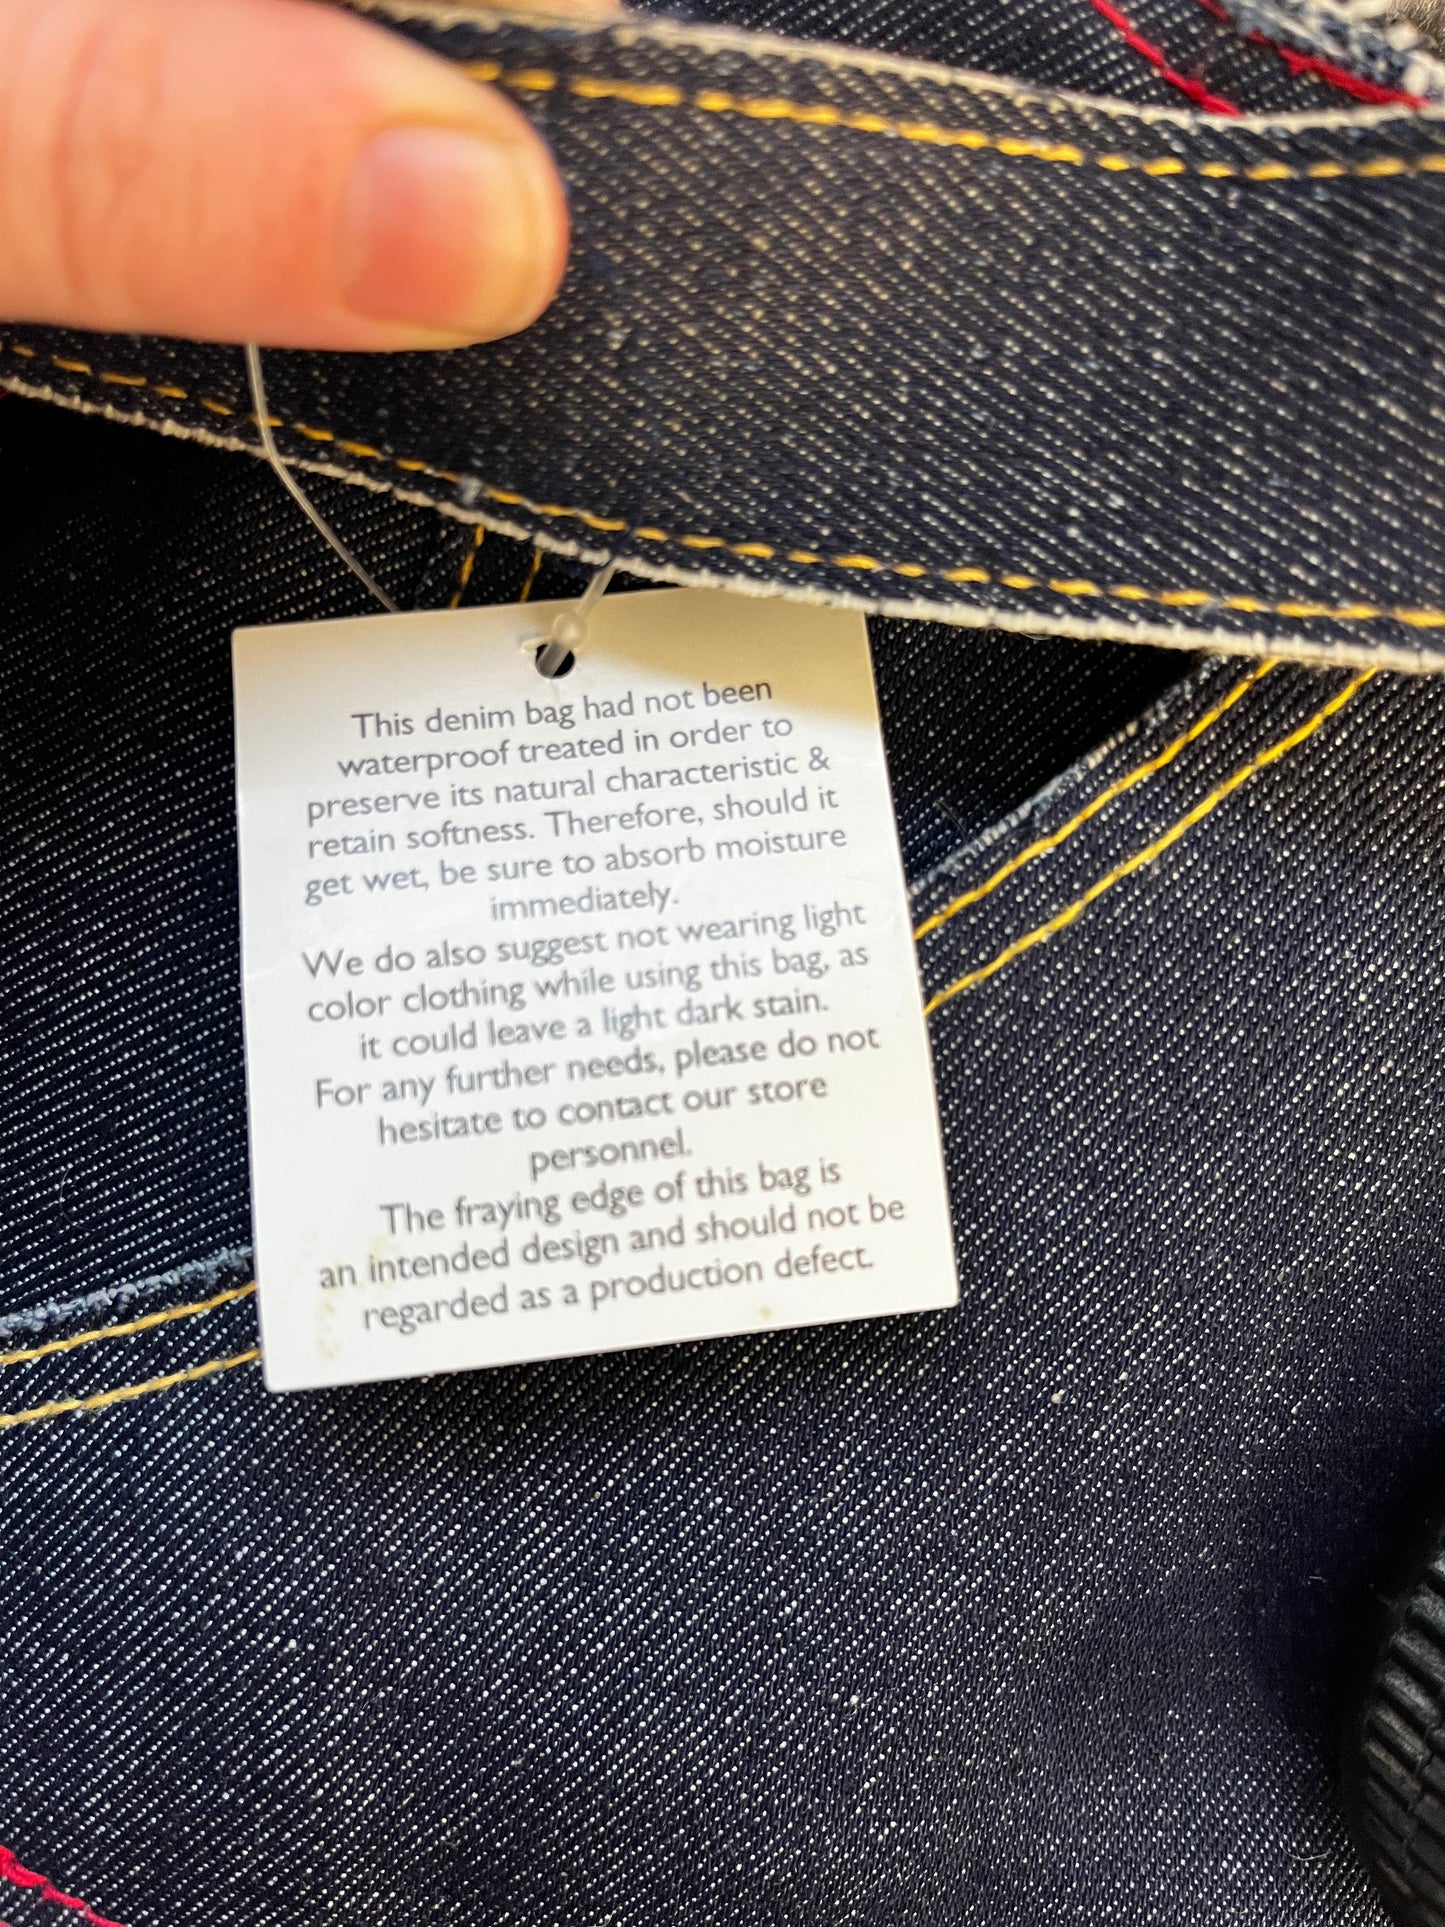 This denim bag had not been
waterproof treated in order to
preserve its natural characteristic &
retain softness. Therefore, should it
get wet, be sure to absorb moisture
immediately.
We do also suggest not wearing light
color clothing while using this bag, as
it could leave a light dark stain.
For any further needs, please do not
hesitate to contact our store
personnel.
The fraying edge of this bag is
an intended design and should not be
regarded as a production defect.